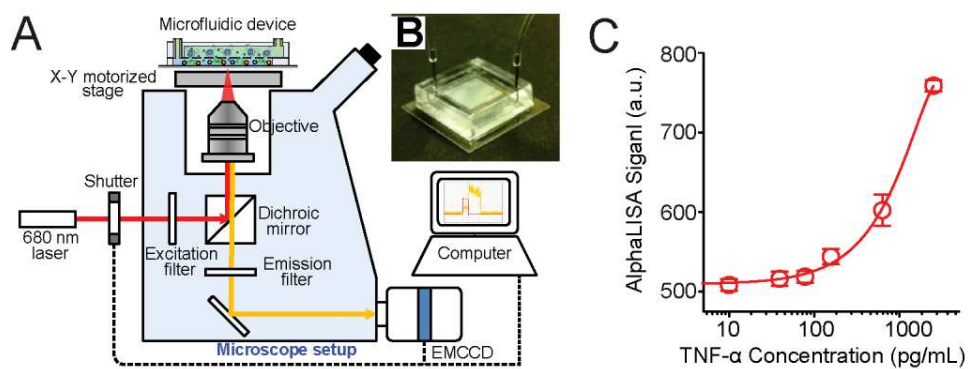 A
Microfluidic device
X-Y motorized
stage
Objective
Shutter
680 nm
laser
Excitation
filter
Dichroic
mirror
Emission
filter
Microscope setup
EMCCD
Computer
B
C
AlphaLISA Siganl (a.u.)
800
700
600
500
10
100
1000
TNF-α Concentration (pg/mL)